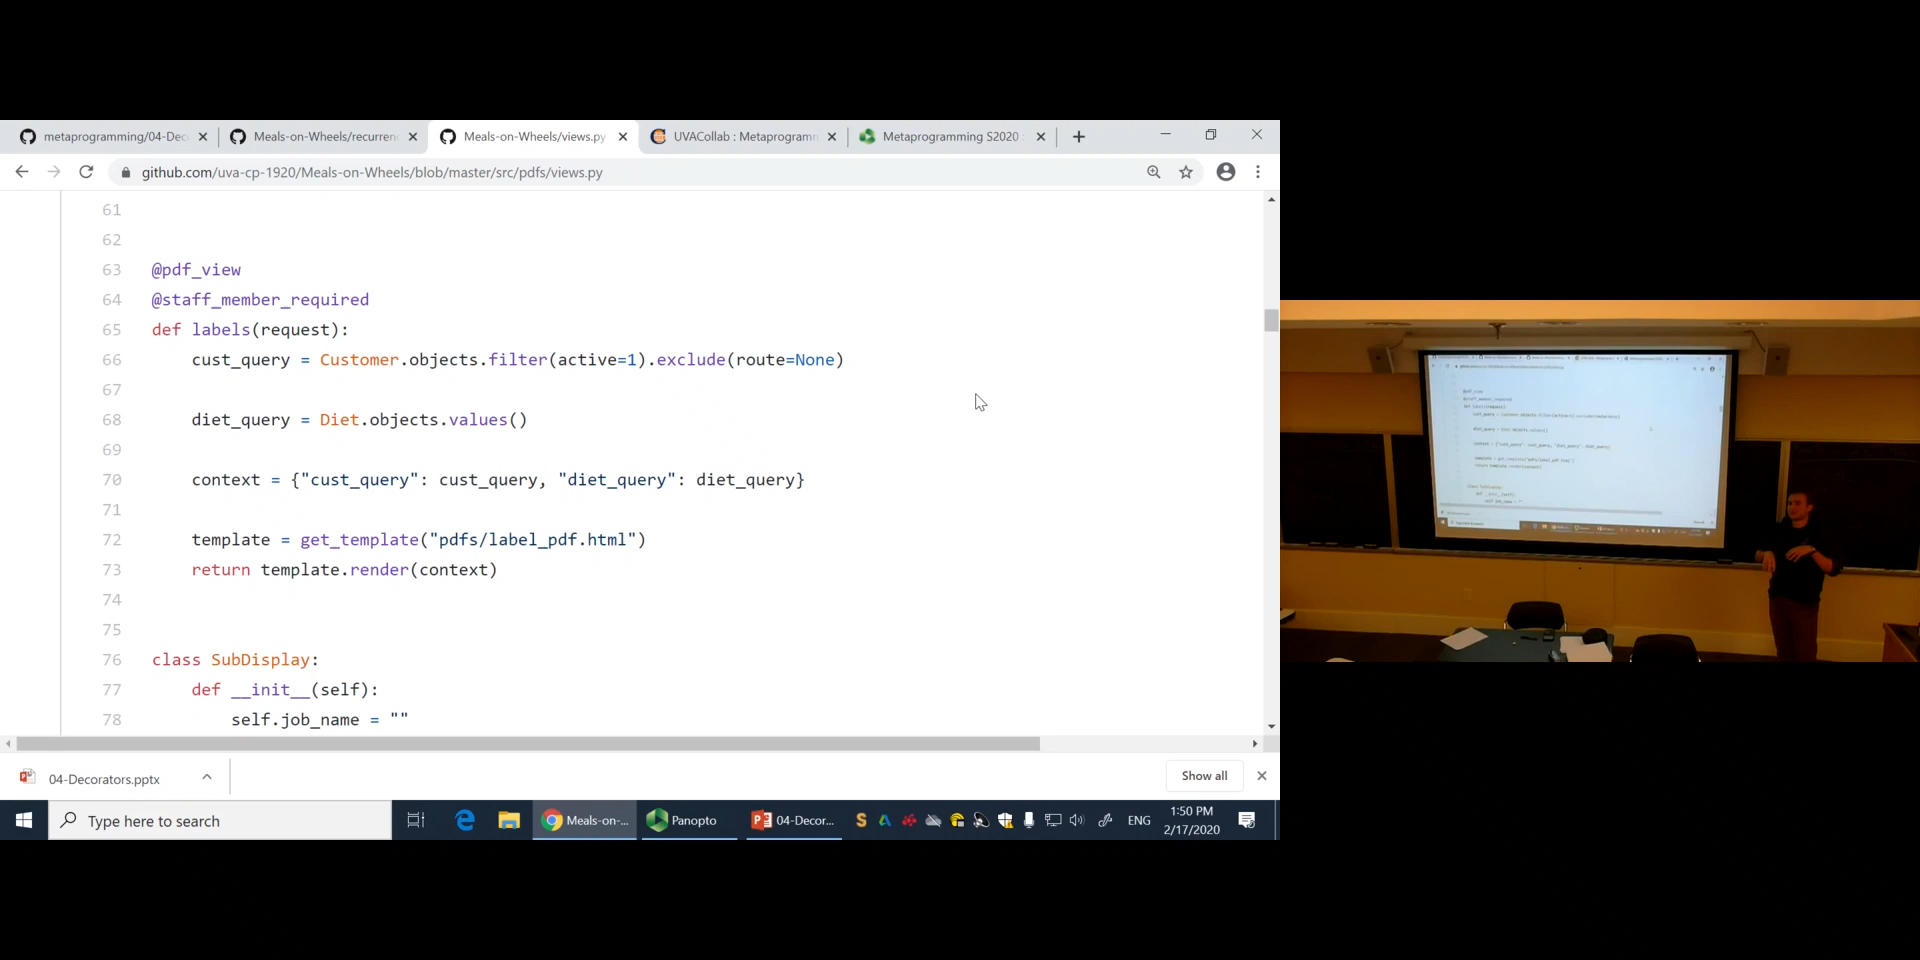 metaprogramming/04-Dec
Meals-on-Wheels/recurren
Meals-on-Wheels/views.py
UVACollab : Metaprogramm
Metaprogramming S2020 :
github.com/uva-cp-1920/Meals-on-Wheels/blob/master/src/pdfs/views.py
61
62
63 @pdf_view
64 @staff_member_required
65 def labels(request):
66 cust_query = Customer.objects.filter(active=1).exclude(route=None)
67
68 diet_query = Diet.objects.values()
69
70 context = {"cust_query": cust_query, "diet_query": diet_query}
71
72 template = get_template("pdfs/label_pdf.html")
73 return template.render(context)
74
75
76 class SubDisplay:
77 def __init__(self):
78 self.job_name = ""
04-Decorators.pptx
Show all
Type here to search
Meals-on-...
Panopto
04-Decor...
ENG
1:50 PM
2/17/2020